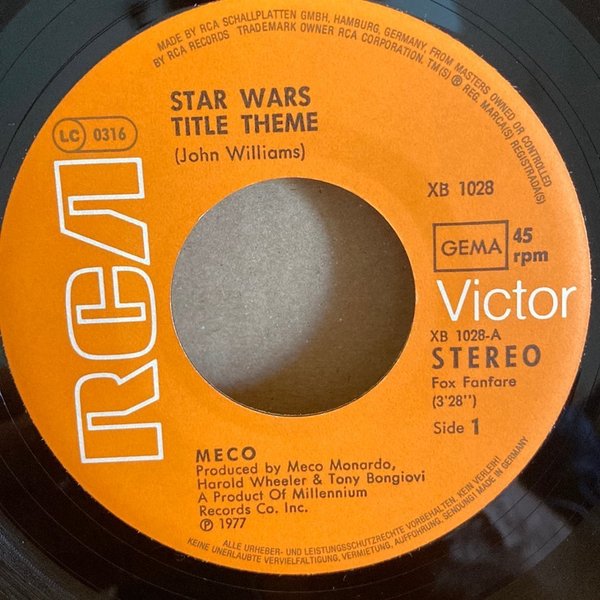 MADE BY RCA SCHALLPLATTEN GMBH, HAMBURG, GERMANY, FROM MASTERS OWNED OR CONTROLLED
BY RCA RECORDS TRADEMARK OWNER RCA CORPORATION. TM(S) ® REG. MARCA(S) REGISTRADA(S)
STAR WARS
TITLE THEME
(John Williams)
LC 0316
XB 1028
GEMA
45
rpm
RCA
Victor
XB 1028-A
STEREO
Fox Fanfare
(3'28")
Side 1
MECO
Produced by Meco Monardo,
Harold Wheeler & Tony Bongiovi
A Product Of Millennium
Records Co. Inc.
℗ 1977
ALLE URHEBER- UND LEISTUNGSSCHUTZRECHTE VORBEHALTEN. KEIN VERLEIH!
KEINE UNERLAUBTE VERVIELFÄLTIGUNG, VERMIETUNG, AUFFÜHRUNG, SENDUNG! MADE IN GERMANY